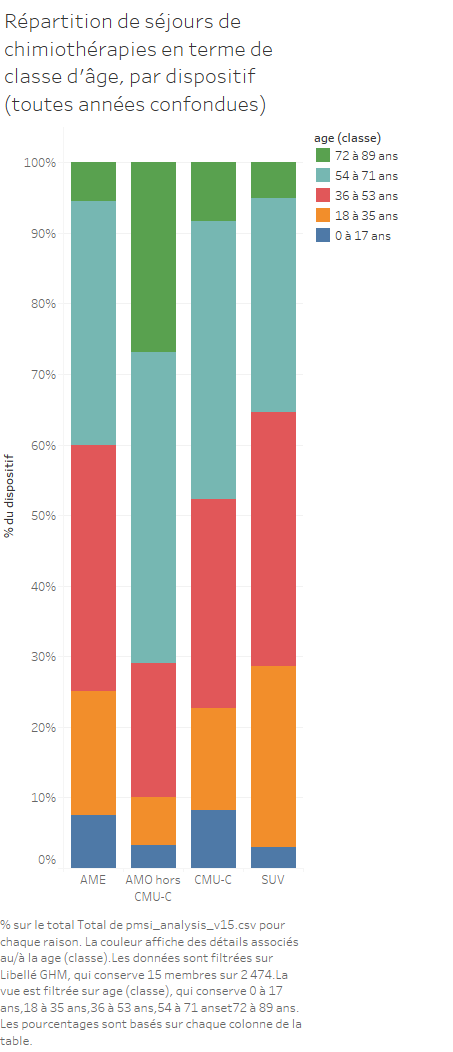 Répartition de séjours de
chimiothérapies en terme de
classe d'âge, par dispositif
(toutes années confondues)
age (classe)
72 à 89 ans
54 à 71 ans
36 à 53 ans
18 à 35 ans
0 à 17 ans
% du dispositif
100%
90%
80%
70%
60%
50%
40%
30%
20%
10%
0%
AME
AMO hors
CMU-C
CMU-C
SUV
% sur le total Total de pmsi_analysis_v15.csv pour
chaque raison. La couleur affiche des détails associés
au/à la age (classe).Les données sont filtrées sur
Libellé GHM, qui conserve 15 membres sur 2 474.La
vue est filtrée sur age (classe), qui conserve 0 à 17
ans,18 à 35 ans,36 à 53 ans,54 à 71 anset72 à 89 ans.
Les pourcentages sont basés sur chaque colonne de la
table.